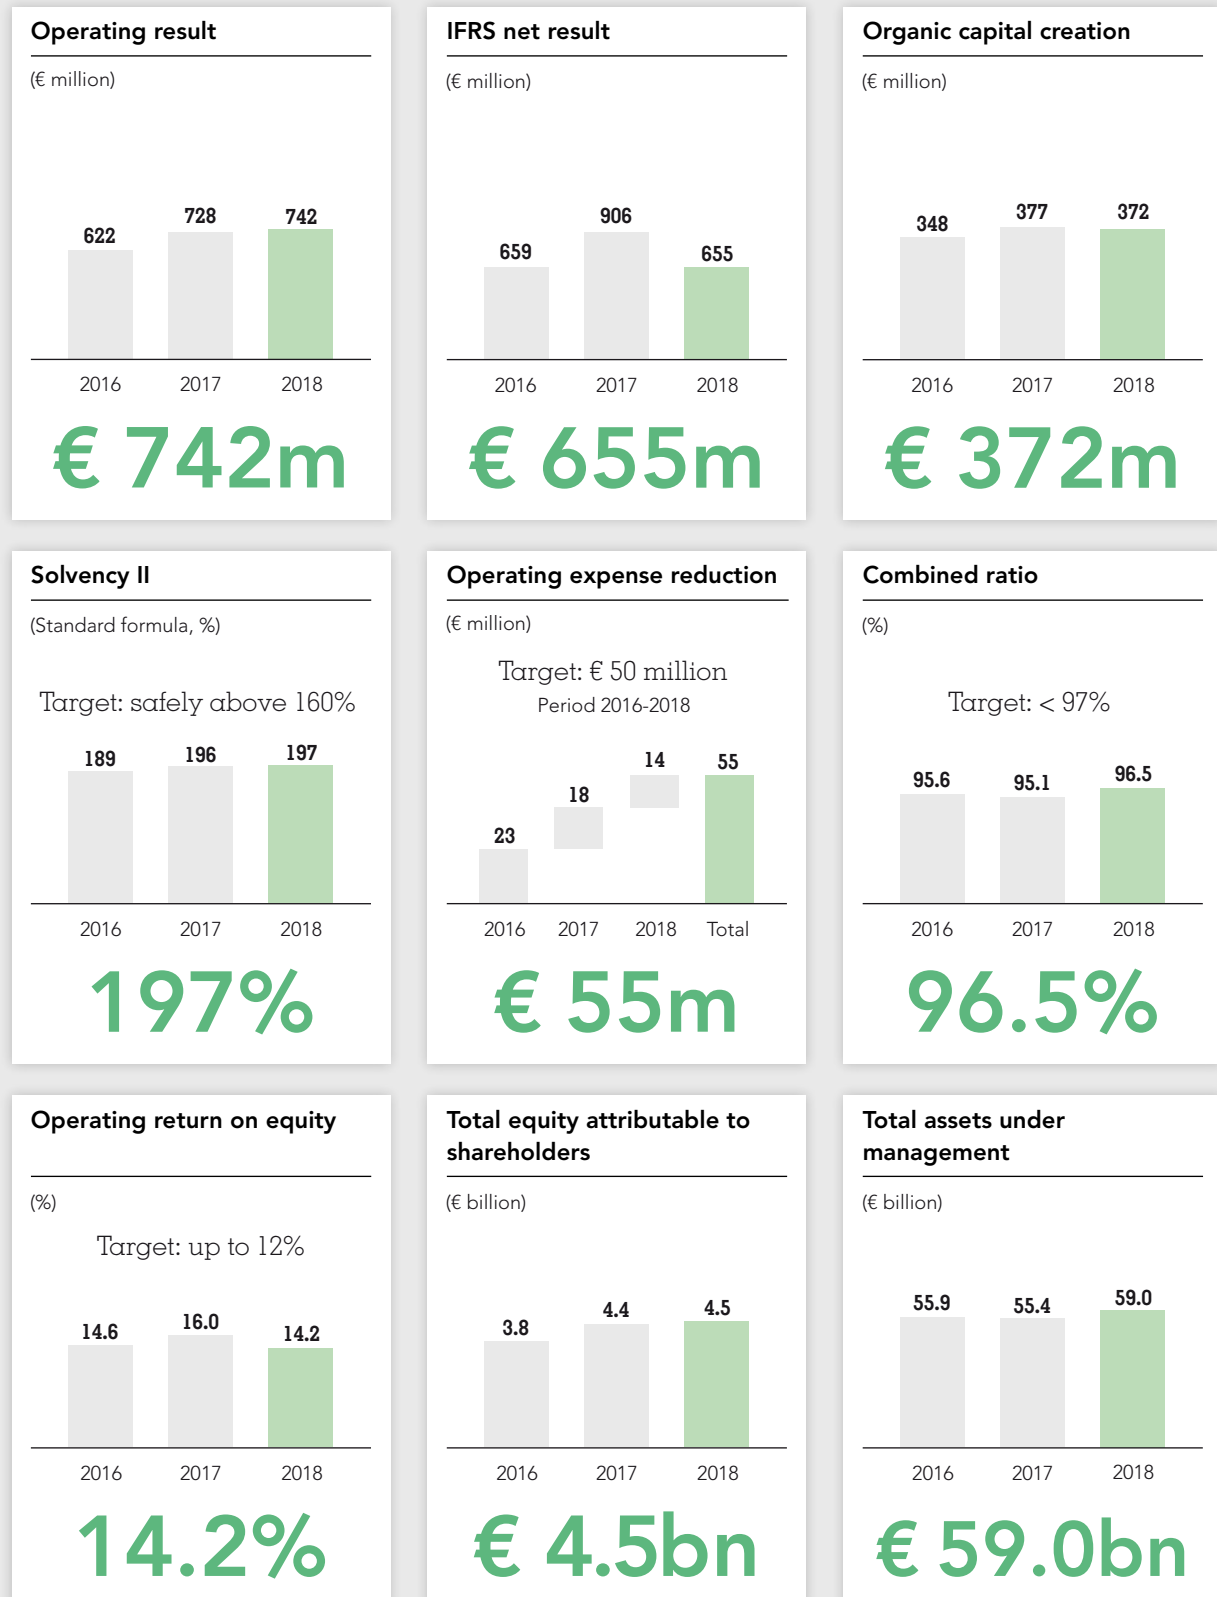 Operating result
(€ million)
622
728
742
2016
2017
2018
€ 742m
IFRS net result
(€ million)
659
906
655
2016
2017
2018
€ 655m
Organic capital creation
(€ million)
348
377
372
2016
2017
2018
€ 372m
Solvency II
(Standard formula, %)
Target: safely above 160%
189
196
197
2016
2017
2018
197%
Operating expense reduction
(€ million)
Target: € 50 million
Period 2016-2018
23
18
14
55
2016
2017
2018
Total
€ 55m
Combined ratio
(%)
Target: < 97%
95.6
95.1
96.5
2016
2017
2018
96.5%
Operating return on equity
(%)
Target: up to 12%
14.6
16.0
14.2
2016
2017
2018
14.2%
Total equity attributable to
shareholders
(€ billion)
3.8
4.4
4.5
2016
2017
2018
€ 4.5bn
Total assets under
management
(€ billion)
55.9
55.4
59.0
2016
2017
2018
€ 59.0bn